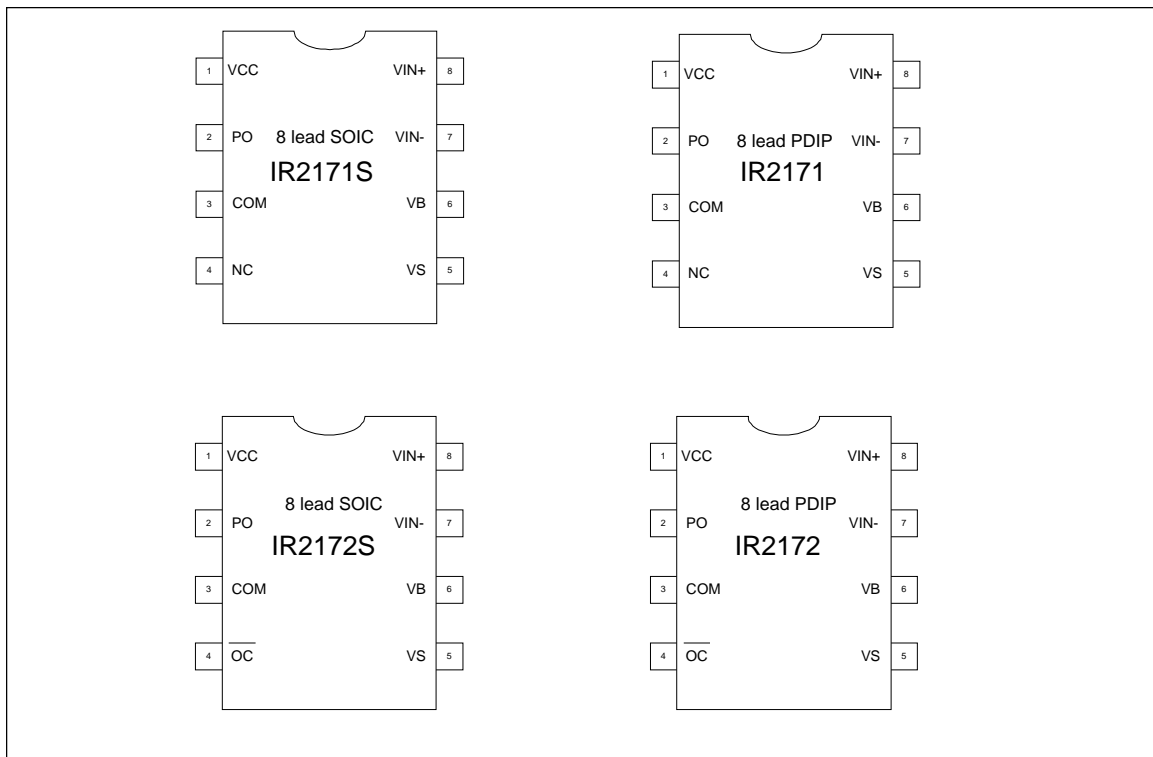 1 VCC VIN+ 8
2 PO 8 lead SOIC VIN- 7
IR2171S
3 COM VB 6
4 NC VS 5
1 VCC VIN+ 8
2 PO 8 lead PDIP VIN- 7
IR2171
3 COM VB 6
4 NC VS 5
1 VCC VIN+ 8
8 lead SOIC
2 PO VIN- 7
IR2172S
3 COM VB 6
4 O̅C̅ VS 5
1 VCC VIN+ 8
8 lead PDIP
2 PO VIN- 7
IR2172
3 COM VB 6
4 O̅C̅ VS 5